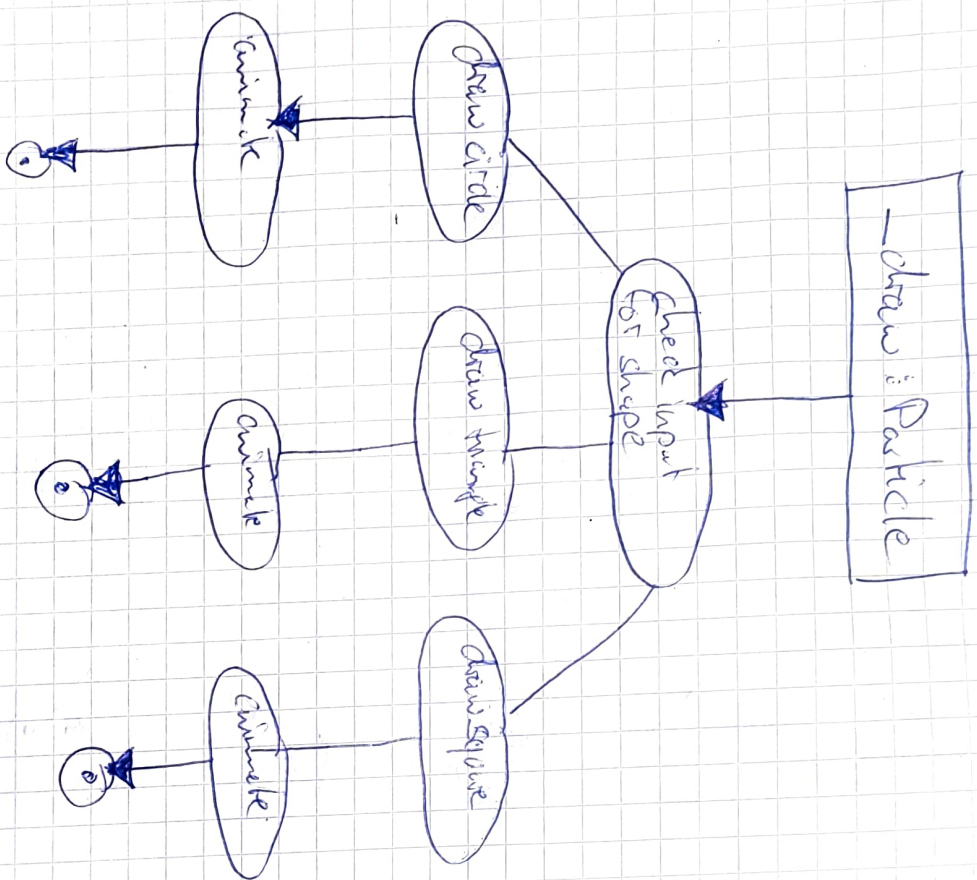 -draw : Particle
Check input
for shape
draw circle
draw triangle
draw square
animate
animate
animate